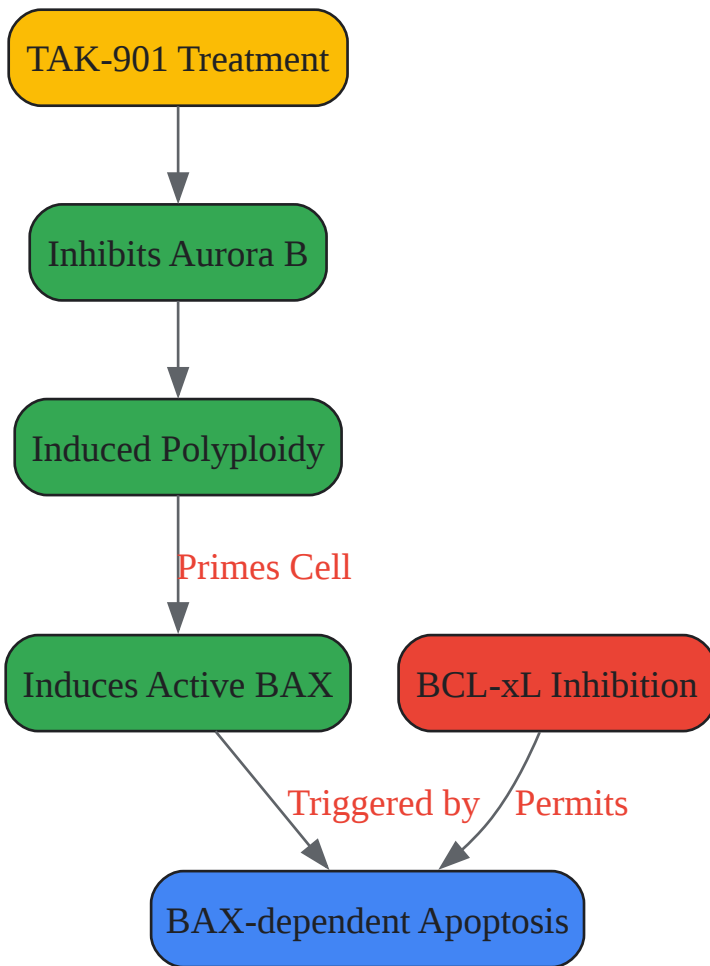 TAK-901 Treatment
Inhibits Aurora B
Induced Polyploidy
Primes Cell
Induces Active BAX
BCL-xL Inhibition
Triggered by
Permits
BAX-dependent Apoptosis